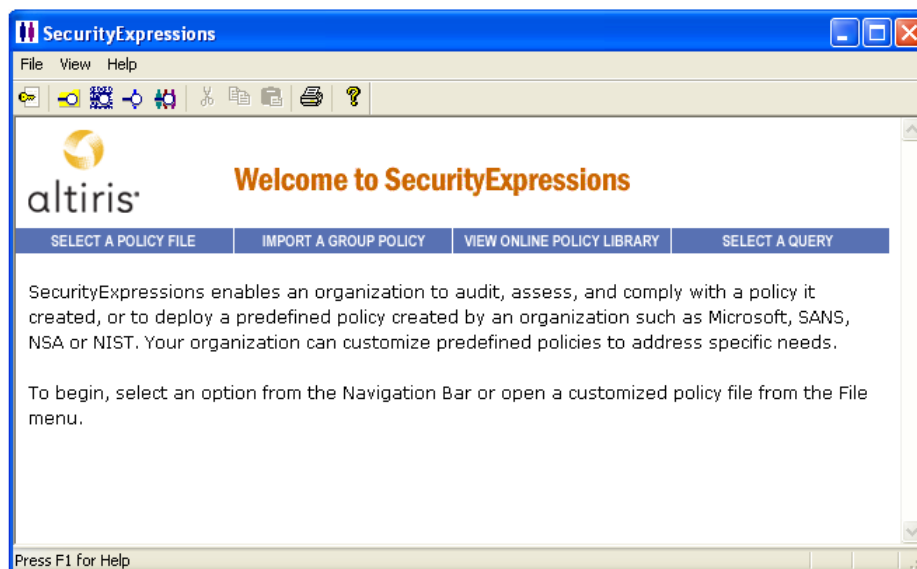 SecurityExpressions
File View Help
altiris
Welcome to SecurityExpressions
SELECT A POLICY FILE IMPORT A GROUP POLICY VIEW ONLINE POLICY LIBRARY SELECT A QUERY
SecurityExpressions enables an organization to audit, assess, and comply with a policy it
created, or to deploy a predefined policy created by an organization such as Microsoft, SANS,
NSA or NIST. Your organization can customize predefined policies to address specific needs.
To begin, select an option from the Navigation Bar or open a customized policy file from the File
menu.
Press F1 for Help